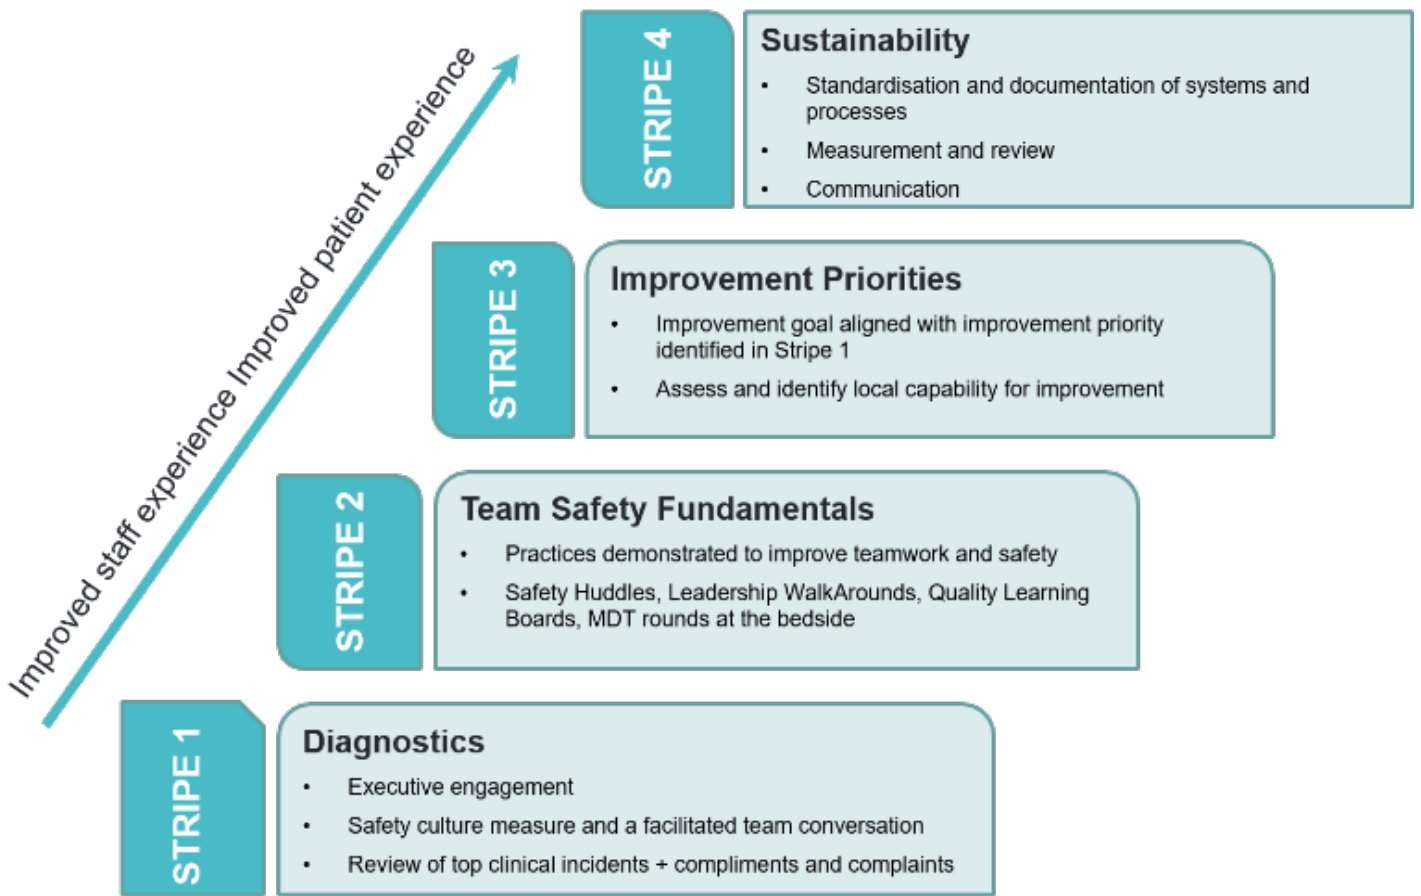 Improved staff experience Improved patient experience
STRIPE 4
Sustainability
• Standardisation and documentation of systems and
processes
• Measurement and review
• Communication
STRIPE 3
Improvement Priorities
• Improvement goal aligned with improvement priority
identified in Stripe 1
• Assess and identify local capability for improvement
STRIPE 2
Team Safety Fundamentals
• Practices demonstrated to improve teamwork and safety
• Safety Huddles, Leadership WalkArounds, Quality Learning
Boards, MDT rounds at the bedside
STRIPE 1
Diagnostics
• Executive engagement
• Safety culture measure and a facilitated team conversation
• Review of top clinical incidents + compliments and complaints